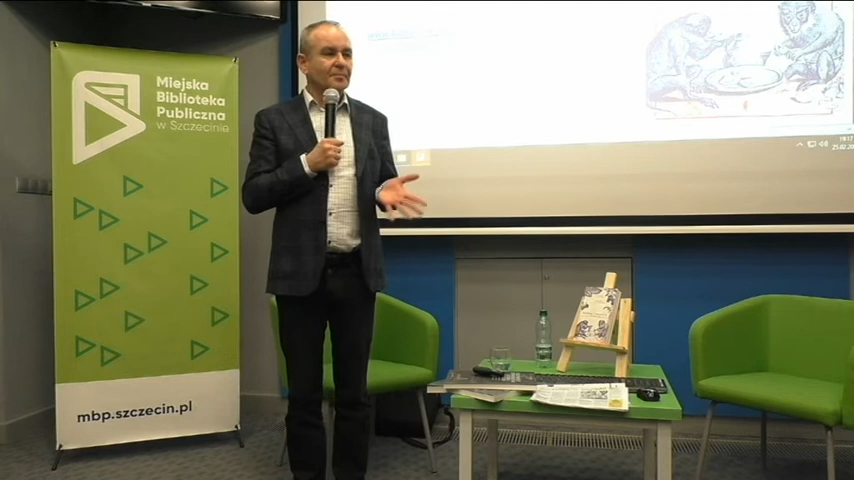 Miejska
Biblioteka
Publiczna
w Szczecinie
mbp.szczecin.pl